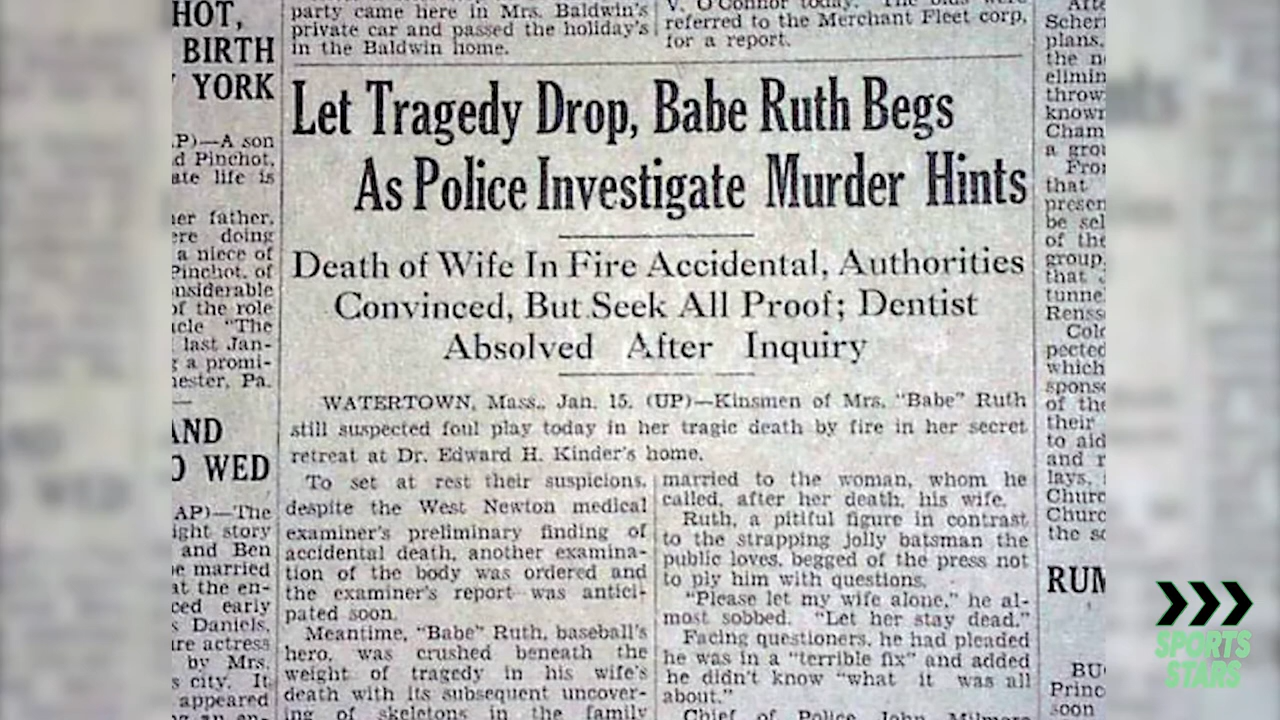 HOT,
BIRTH
YORK
.P)—A son
d Pinchot,
ate life is
er father,
ere doing
a niece of
Pinchot, of
nsiderable
of the role
cle "The
last Jan-
a promi-
hester, Pa.
AND
O WED
AP)—The
ight story
and Ben
be married
at the en-
ced early
s Daniels,
ire actress
by Mrs.
s city. It
appeared
party came here in Mrs. Baldwin's
private car and passed the holiday's
in the Baldwin home.
V. O'Connor today. The bids were
referred to the Merchant Fleet corp,
for a report.
Let Tragedy Drop, Babe Ruth Begs
As Police Investigate Murder Hints
Death of Wife In Fire Accidental, Authorities
Convinced, But Seek All Proof; Dentist
Absolved After Inquiry
WATERTOWN, Mass., Jan. 15. (UP)—Kinsmen of Mrs. "Babe" Ruth
still suspected foul play today in her tragic death by fire in her secret
retreat at Dr. Edward H. Kinder's home.
To set at rest their suspicions,
despite the West Newton medical
examiner's preliminary finding of
accidental death, another examina-
tion of the body was ordered and
the examiner's report was antici-
pated soon.
Meantime, "Babe" Ruth, baseball's
hero, was crushed beneath the
weight of tragedy in his wife's
death with its subsequent uncover-
ing of skeletons in the family
married to the woman, whom he
called, after her death, his wife.
Ruth, a pitiful figure in contrast
to the strapping jolly batsman the
public loves, begged of the press not
to ply him with questions.
"Please let my wife alone," he al-
most sobbed. "Let her stay dead."
Facing questioners, he had pleaded
he was in a "terrible fix" and added
he didn't know "what it was all
about."
Chief of Police John
Afte
Scher
plans,
the n
elimin
throw
known
Cham
a grou
Fro
that
presen
be sel
of the
group,
that
tunne
Renss
Colo
pected
which
sponso
of the
their
to aid
and r
lays,
Churc
Churc
the so
RUM
BU
Princ
soon
SPORTS
STARS